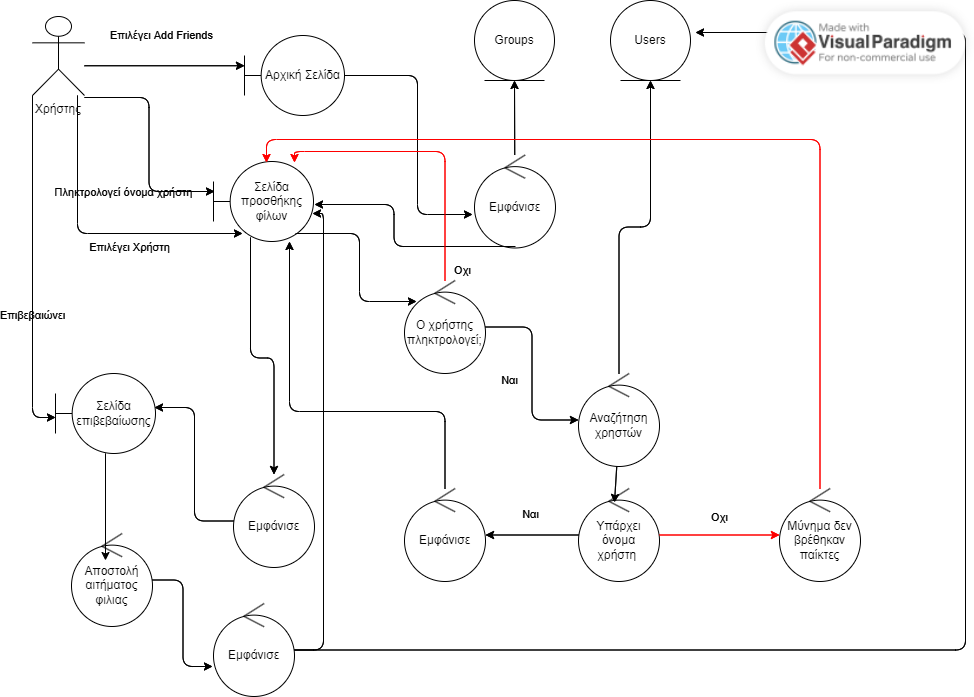 Επιλέγει Add Friends
Groups
Users
Made with
Visual Paradigm
For non-commercial use
Αρχική Σελίδα
Χρήστης
Πληκτρολογεί όνομα χρήστη
Σελίδα
προσθήκης
φίλων
Εμφάνισε
Επιλέγει Χρήστη
Οχι
Επιβεβαιώνει
Ο χρήστης
πληκτρολογεί;
Ναι
Σελίδα
επιβεβαίωσης
Αναζήτηση
χρηστών
Εμφάνισε
Εμφάνισε
Ναι
Υπάρχει
όνομα
χρήστη
Οχι
Μύνημα δεν
βρέθηκαν
παίκτες
Αποστολή
αιτήματος
φιλιας
Εμφάνισε